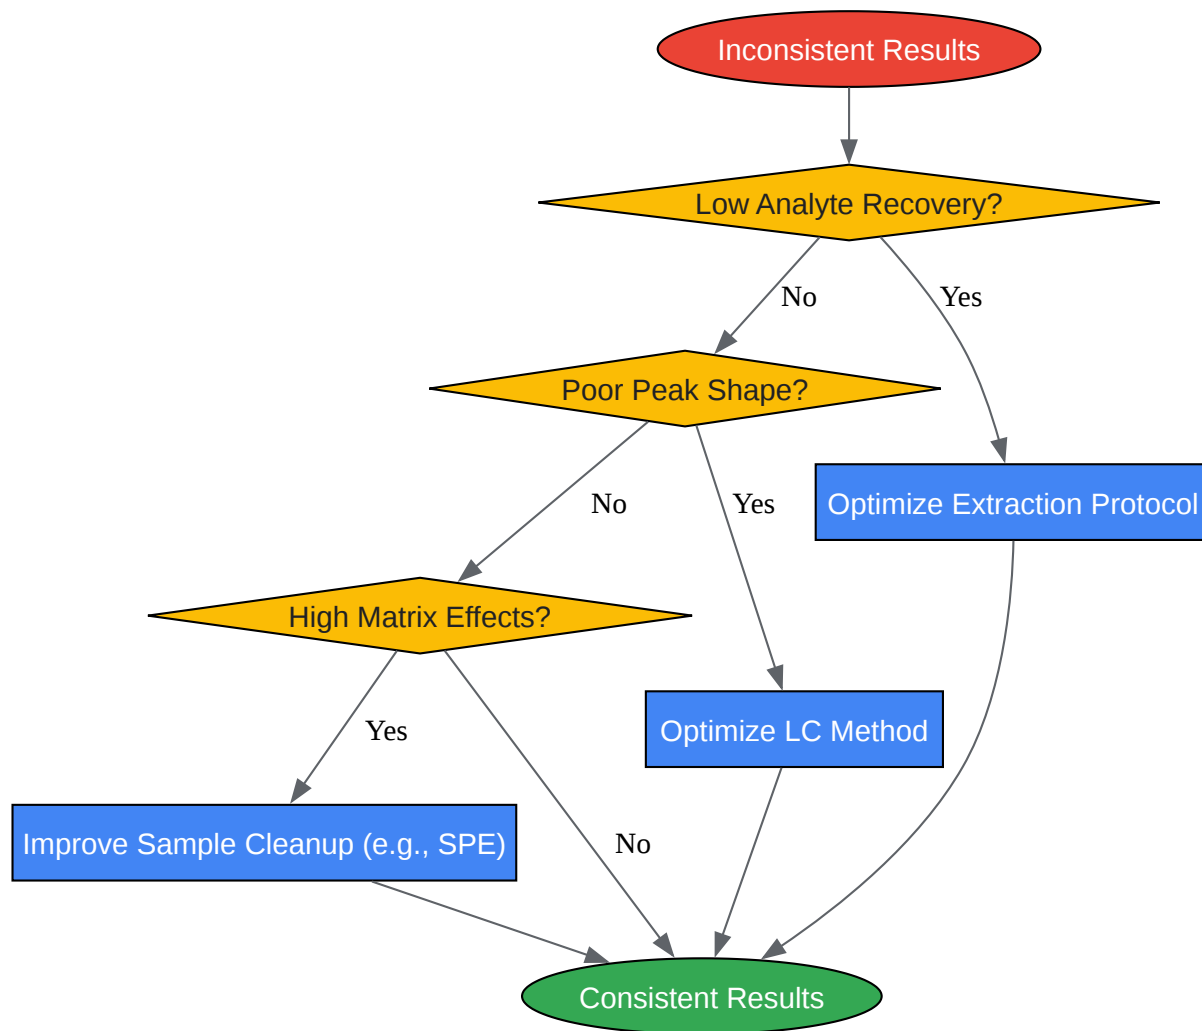 Inconsistent Results
Low Analyte Recovery?
No
Yes
Poor Peak Shape?
No
Yes
Optimize Extraction Protocol
High Matrix Effects?
Yes
Optimize LC Method
Improve Sample Cleanup (e.g., SPE)
No
Consistent Results